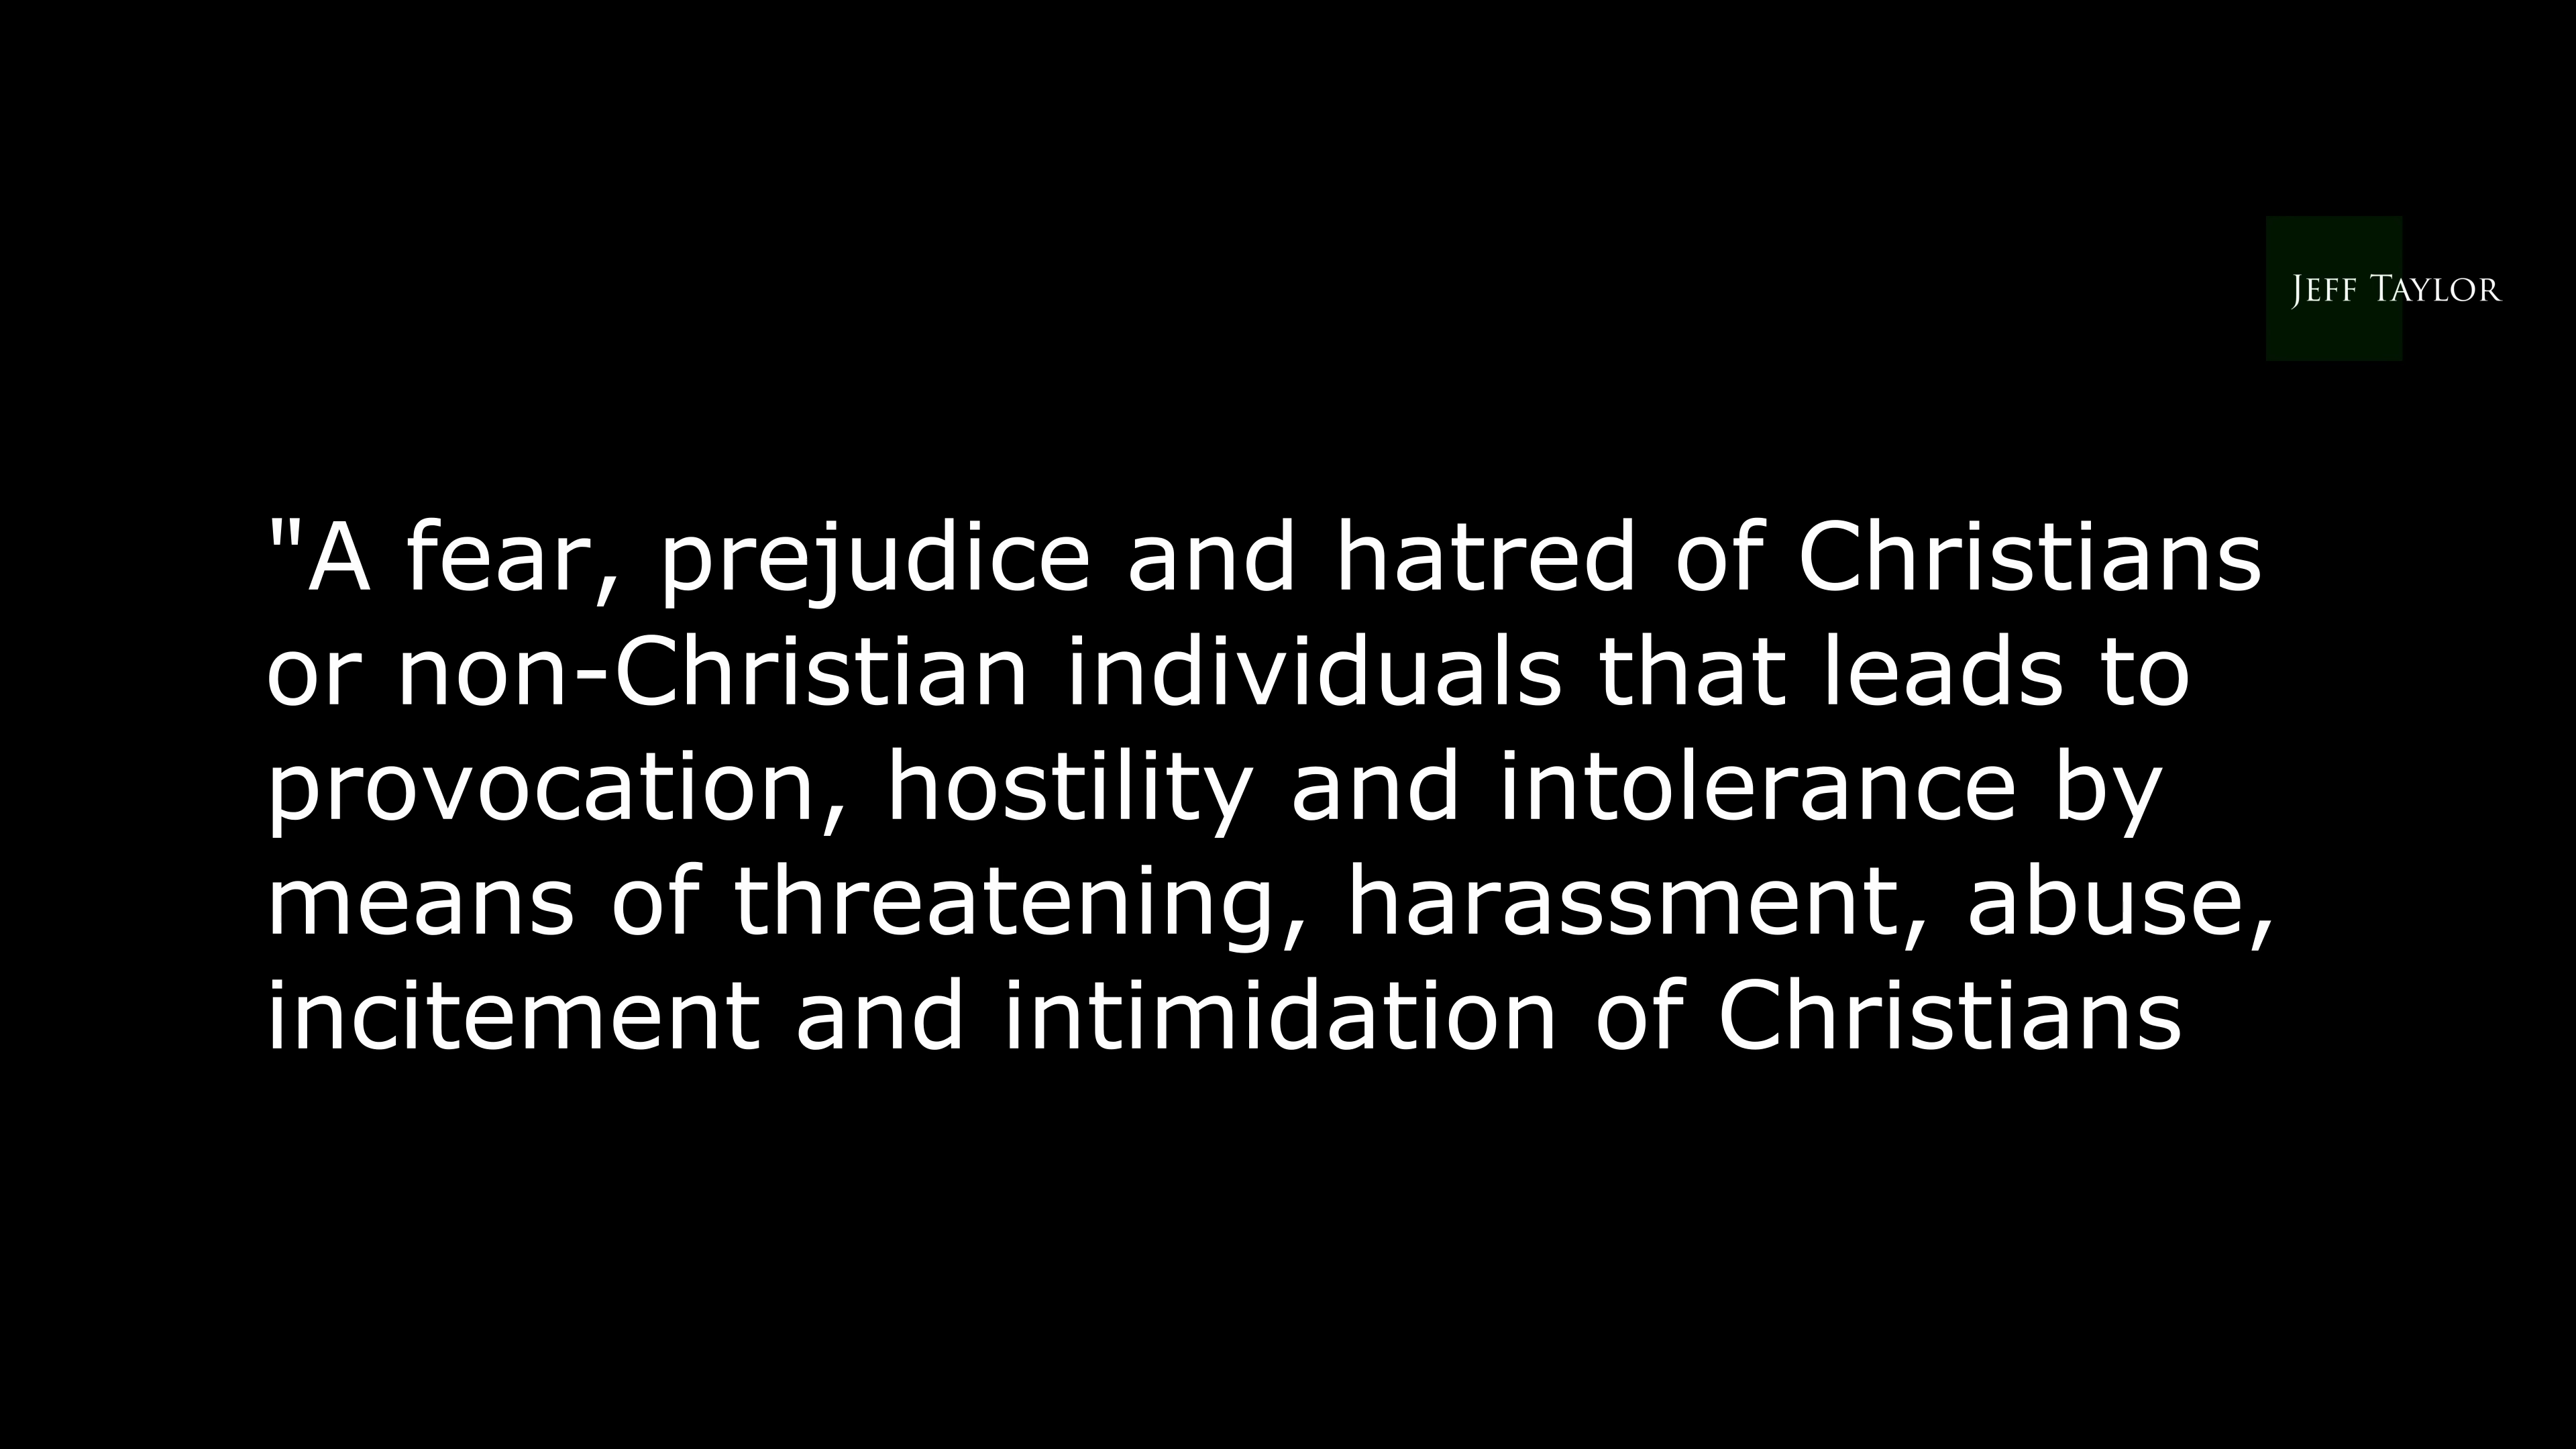 JEFF TAYLOR
"A fear, prejudice and hatred of Christians
or non-Christian individuals that leads to
provocation, hostility and intolerance by
means of threatening, harassment, abuse,
incitement and intimidation of Christians